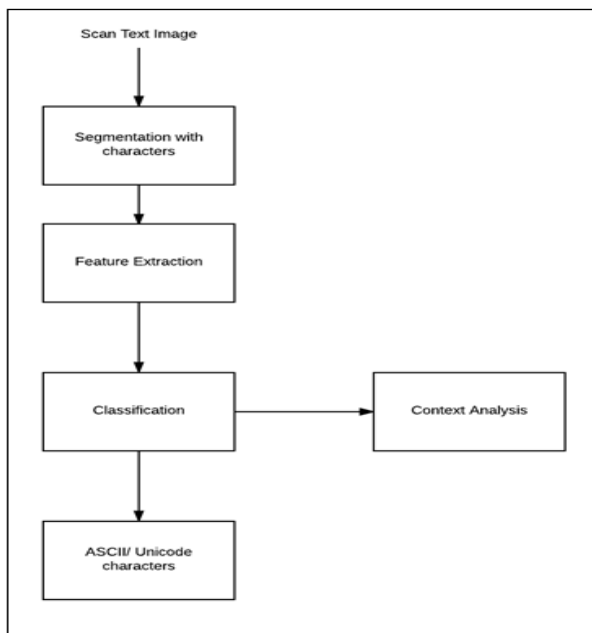 Scan Text Image
Segmentation with
characters
Feature Extraction
Classification
Context Analysis
ASCII/ Unicode
characters